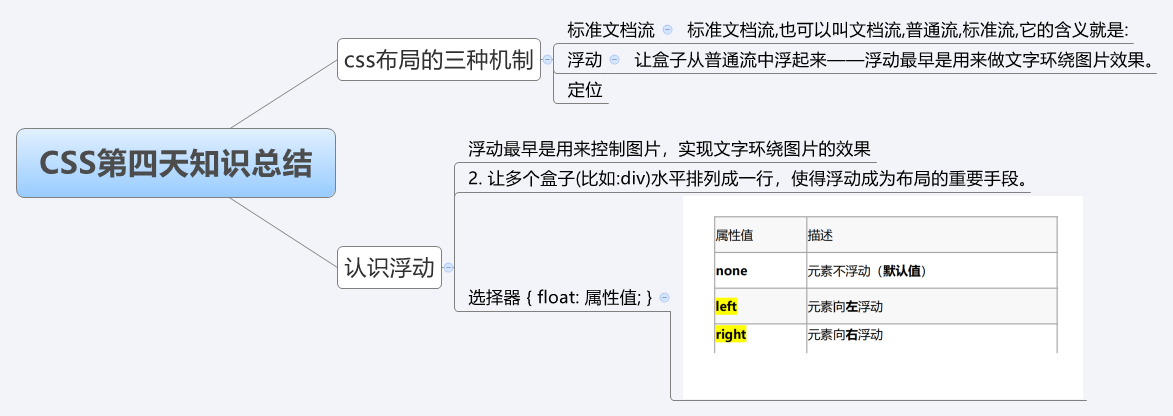 标准文档流
标准文档流,也可以叫文档流,普通流,标准流,它的含义就是:
css布局的三种机制
浮动
让盒子从普通流中浮起来——浮动最早是用来做文字环绕图片效果。
定位
CSS第四天知识总结
浮动最早是用来控制图片，实现文字环绕图片的效果
2. 让多个盒子(比如:div)水平排列成一行，使得浮动成为布局的重要手段。
认识浮动
选择器 { float: 属性值; }
属性值 描述
none 元素不浮动（默认值）
left 元素向左浮动
right 元素向右浮动